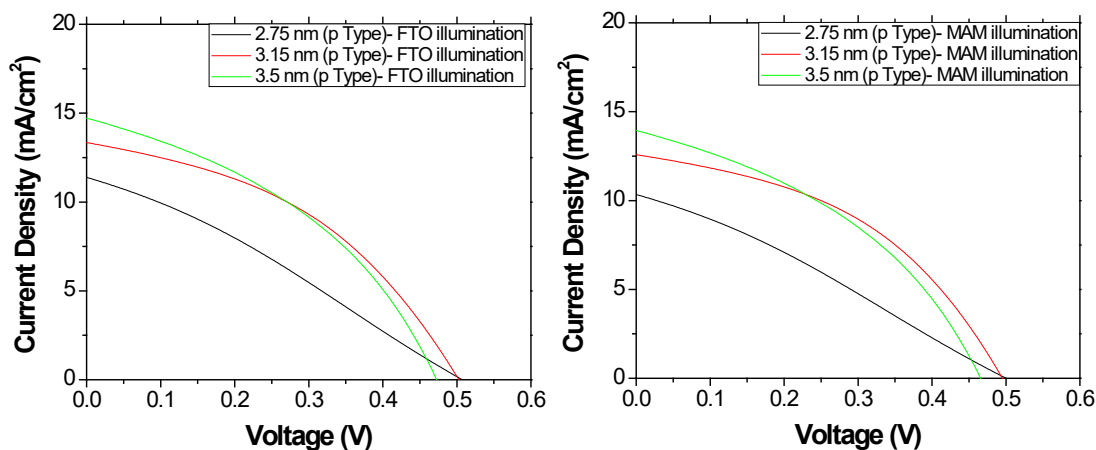 2.75 nm (p Type)- FTO illumination
3.15 nm (p Type)- FTO illumination
3.5 nm (p Type)- FTO illumination
20
15
10
5
0
Current Density (mA/cm²)
0.0 0.1 0.2 0.3 0.4 0.5 0.6
Voltage (V)
2.75 nm (p Type)- MAM illumination
3.15 nm (p Type)- MAM illumination
3.5 nm (p Type)- MAM illumination
20
15
10
5
0
Current Density (mA/cm²)
0.0 0.1 0.2 0.3 0.4 0.5 0.6
Voltage (V)